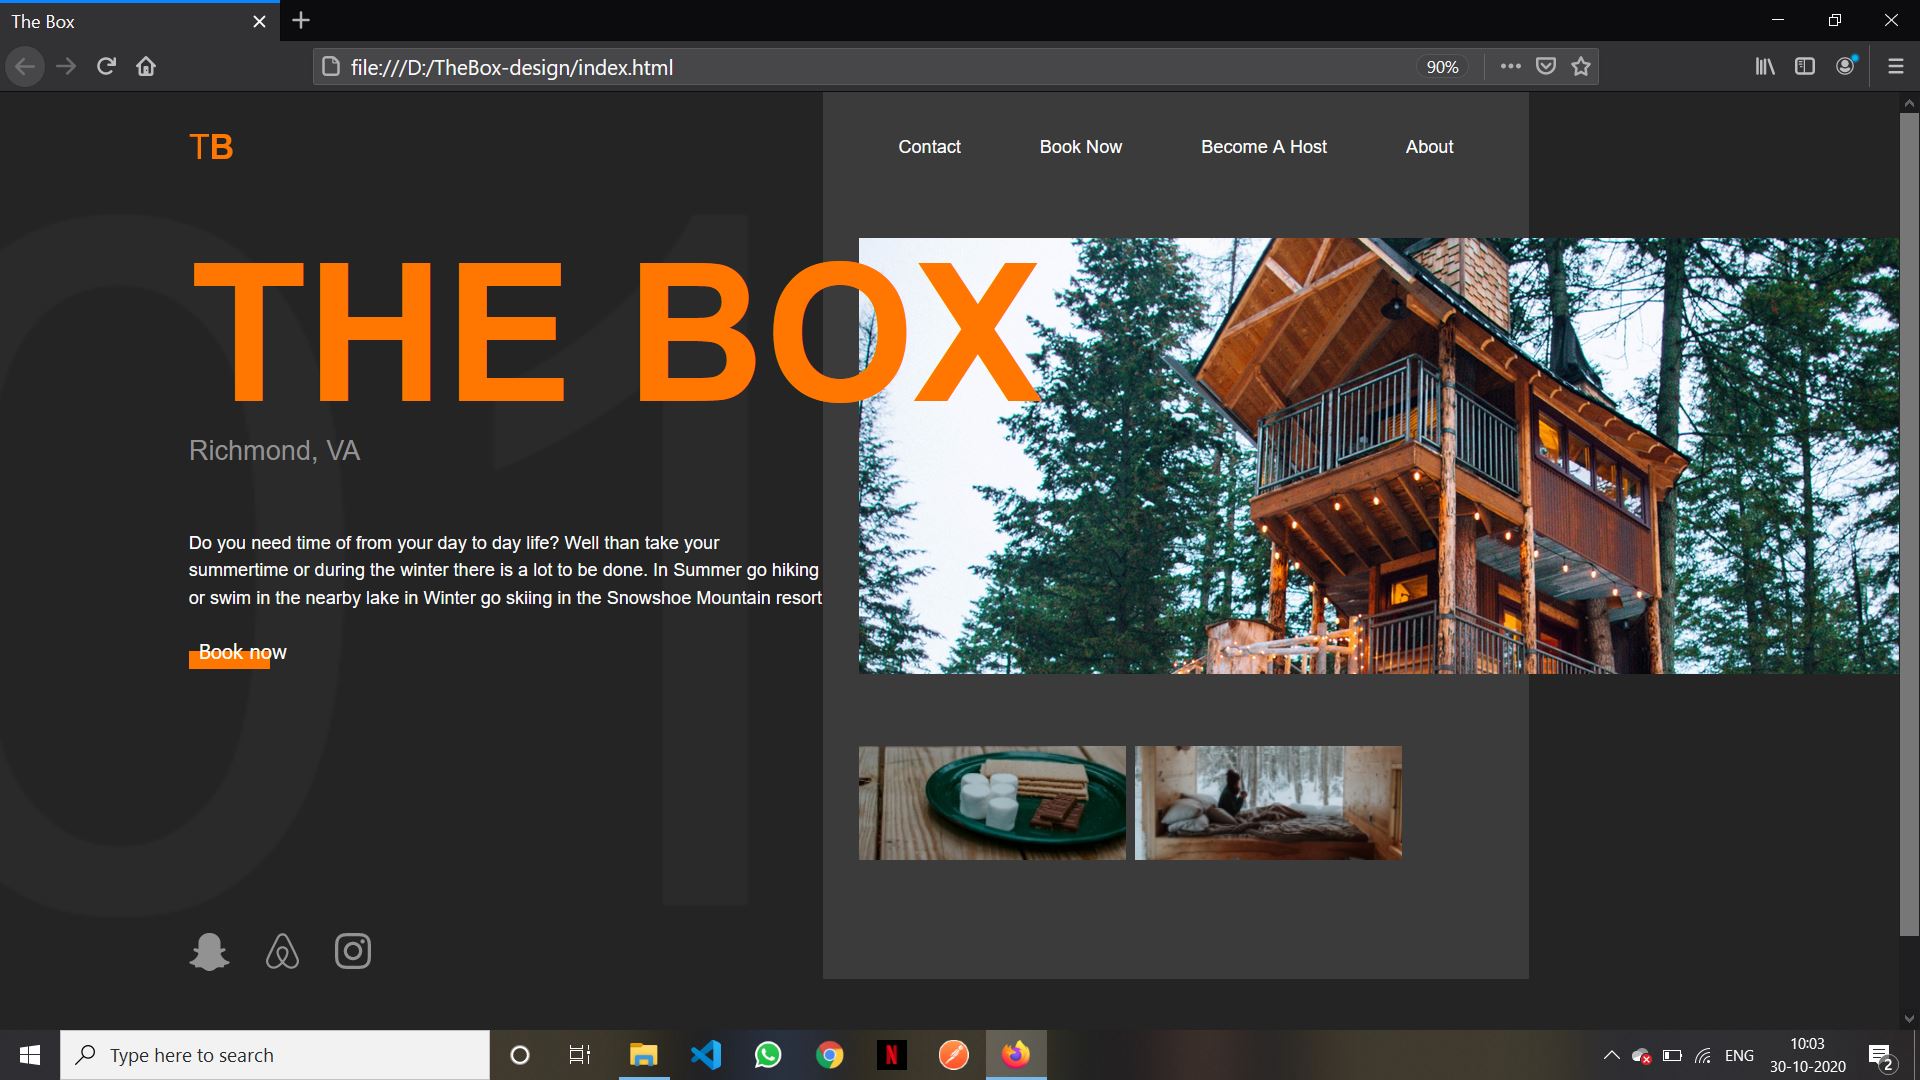 The Box
file:///D:/TheBox-design/index.html
90%
TB
Contact
Book Now
Become A Host
About
01
THE BOX
Richmond, VA
Do you need time of from your day to day life? Well than take your
summertime or during the winter there is a lot to be done. In Summer go hiking
or swim in the nearby lake in Winter go skiing in the Snowshoe Mountain resort
Book now
Type here to search
N
ENG
10:03
30-10-2020
2